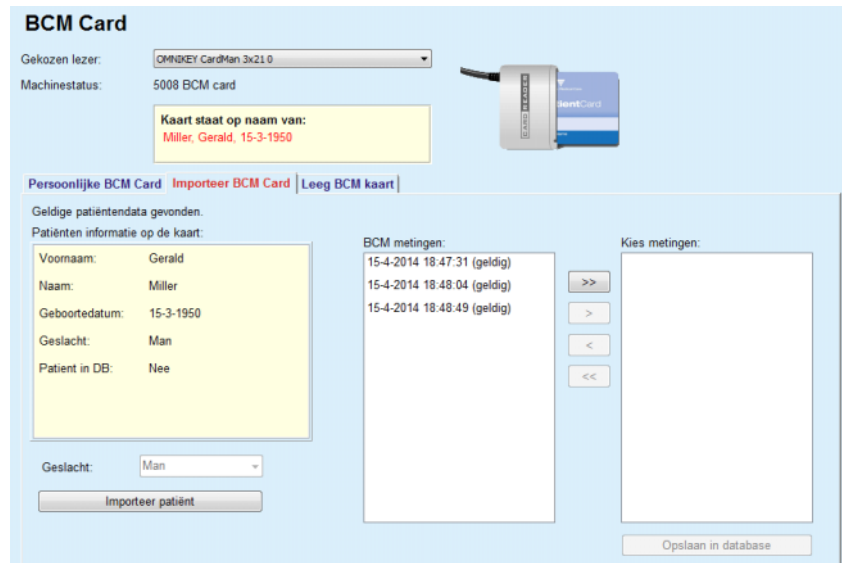 BCM Card
Gekozen lezer: OMNIKEY CardMan 3x21 0
Machinestatus: 5008 BCM card
Kaart staat op naam van:
Miller, Gerald, 15-3-1950
CARD READER
Card
Persoonlijke BCM Card Importeer BCM Card Leeg BCM kaart
Geldige patiëntendata gevonden.
Patiënten informatie op de kaart:
Voornaam: Gerald
Naam: Miller
Geboortedatum: 15-3-1950
Geslacht: Man
Patient in DB: Nee
Geslacht: Man
Importeer patiënt
BCM metingen:
15-4-2014 18:47:31 (geldig)
15-4-2014 18:48:04 (geldig)
15-4-2014 18:48:49 (geldig)
>>
>
<
<<
Kies metingen:
Opslaan in database